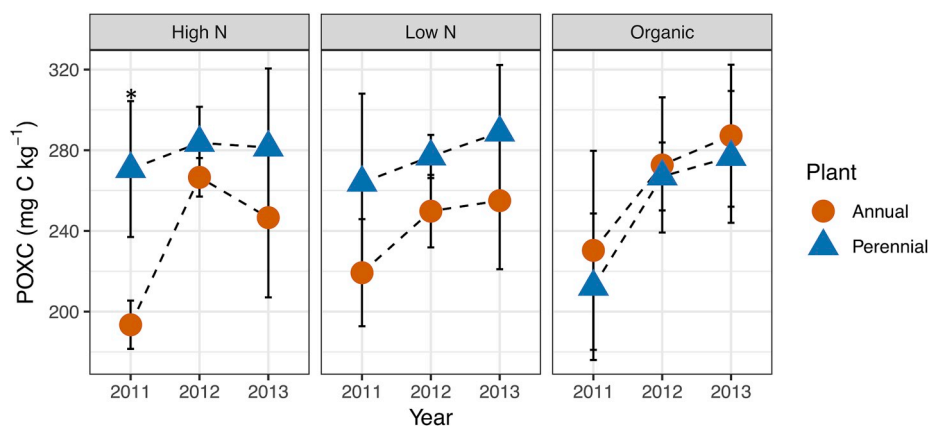 High N
Low N
Organic
320
280
240
200
POXC (mg C kg⁻¹)
*
2011 2012 2013
2011 2012 2013
2011 2012 2013
Year
Plant
Annual
Perennial